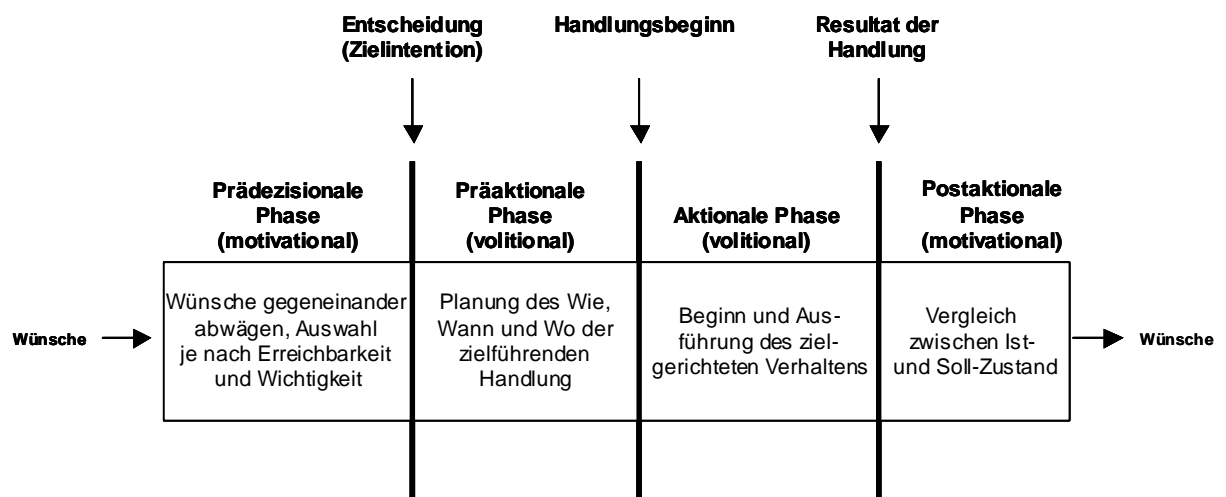 Entscheidung
(Zielintention)
Handlungsbeginn
Resultat der
Handlung
Prädezisionale
Phase
(motivational)
Präaktionale
Phase
(volitional)
Aktionale Phase
(volitional)
Postaktionale
Phase
(motivational)
Wünsche
Wünsche gegeneinander
abwägen, Auswahl
je nach Erreichbarkeit
und Wichtigkeit
Planung des Wie,
Wann und Wo der
zielführenden
Handlung
Beginn und Aus-
führung des ziel-
gerichteten Verhaltens
Vergleich
zwischen Ist-
und Soll-Zustand
Wünsche